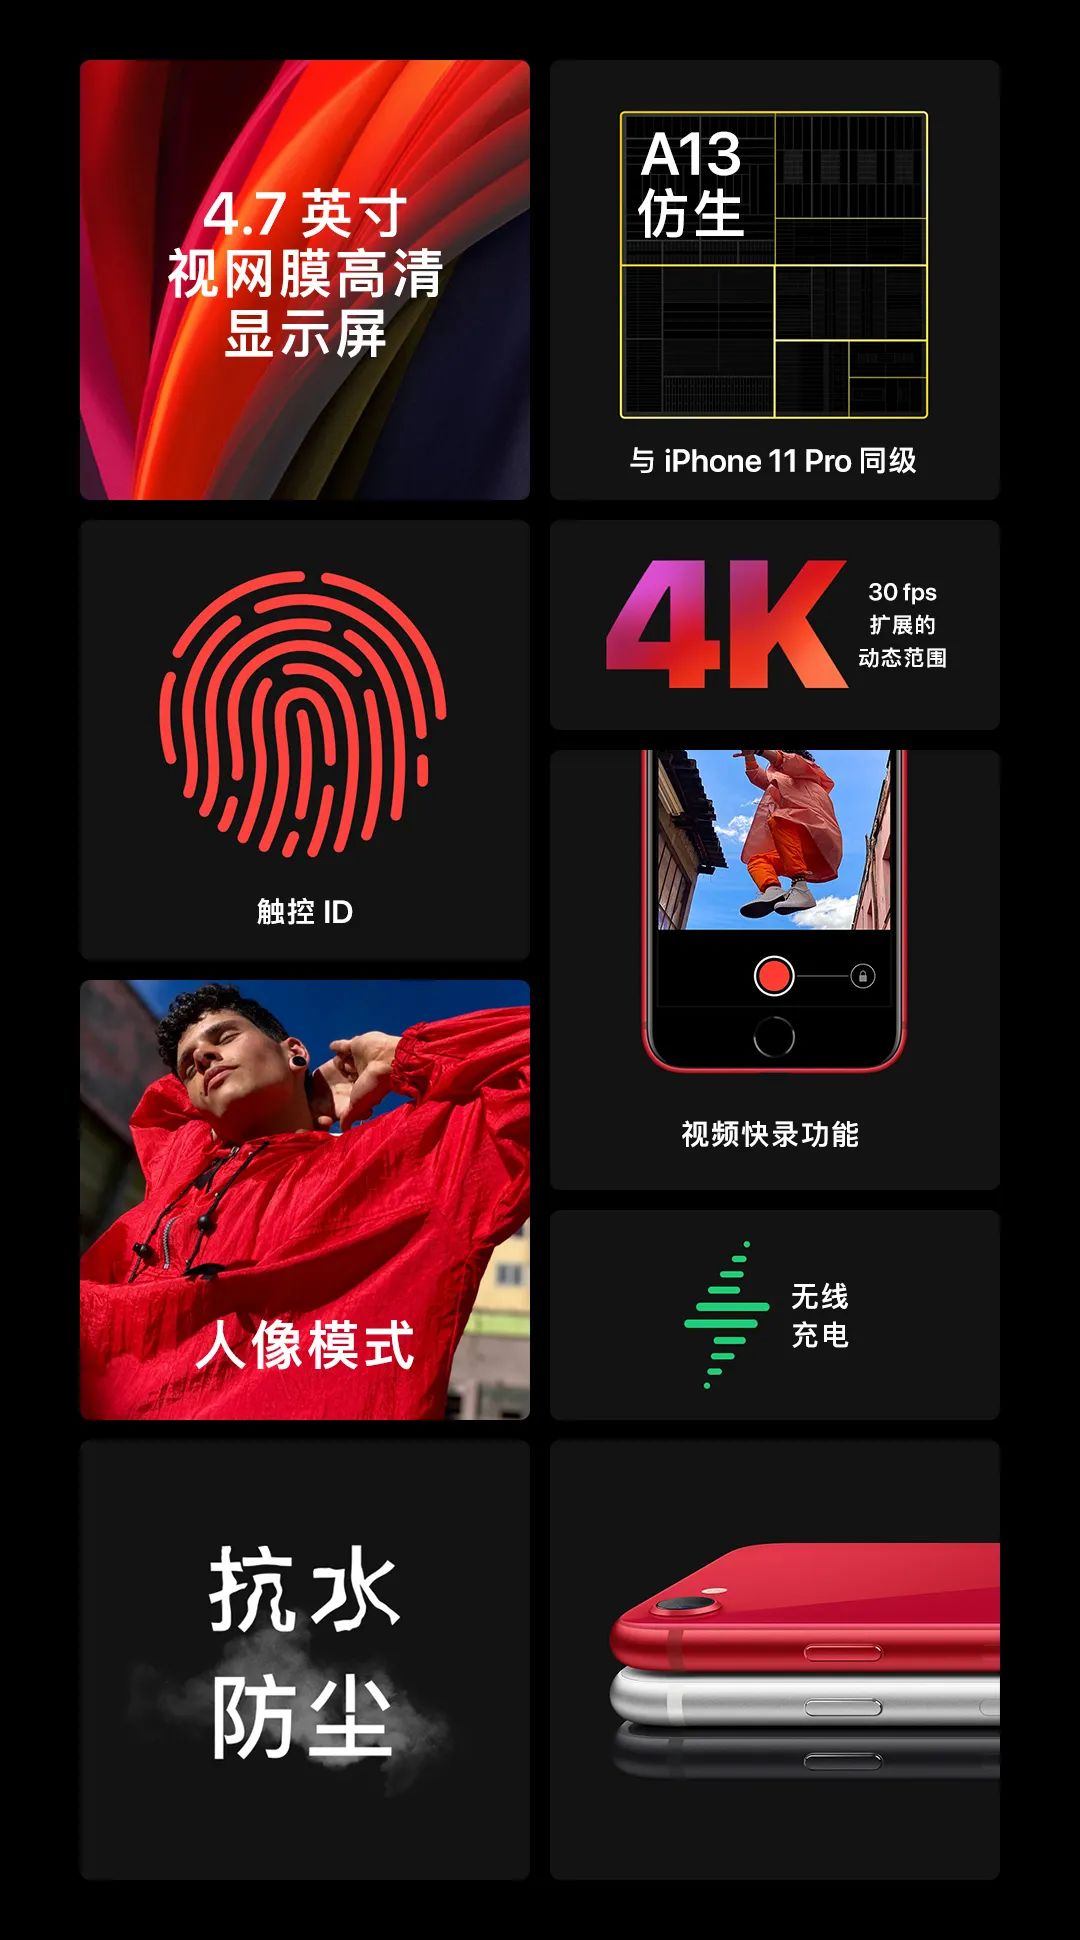 4.7 英寸
视网膜高清
显示屏
A13
仿生
与 iPhone 11 Pro 同级
触控 ID
4K
30 fps
扩展的
动态范围
视频快录功能
人像模式
无线
充电
抗水
防尘